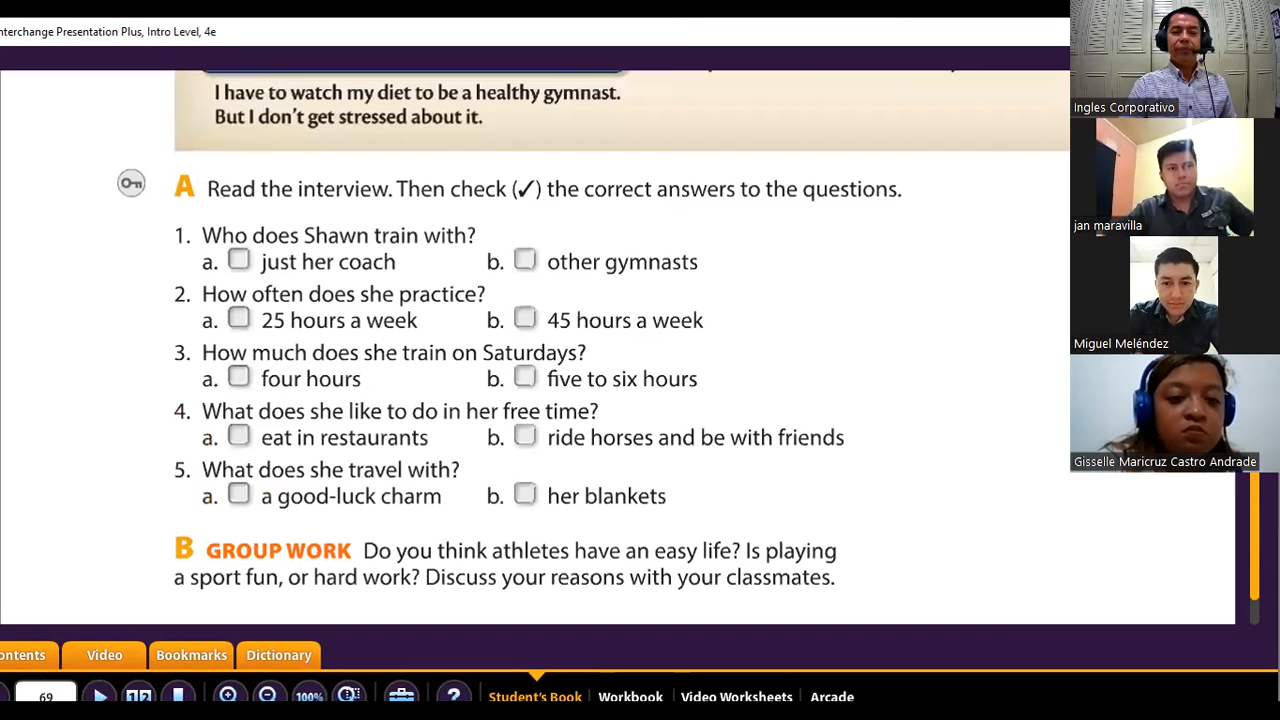 nterchange Presentation Plus, Intro Level, 4e
I have to watch my diet to be a healthy gymnast.
But I don't get stressed about it.
A Read the interview. Then check (✓) the correct answers to the questions.
1. Who does Shawn train with?
a. just her coach b. other gymnasts
2. How often does she practice?
a. 25 hours a week b. 45 hours a week
3. How much does she train on Saturdays?
a. four hours b. five to six hours
4. What does she like to do in her free time?
a. eat in restaurants b. ride horses and be with friends
5. What does she travel with?
a. a good-luck charm b. her blankets
B GROUP WORK Do you think athletes have an easy life? Is playing
a sport fun, or hard work? Discuss your reasons with your classmates.
Ingles Corporativo
jan maravilla
Miguel Meléndez
Gisselle Maricruz Castro Andrade
ontents Video Bookmarks Dictionary
69 12 100% ? Student's Book Workbook Video Worksheets Arcade